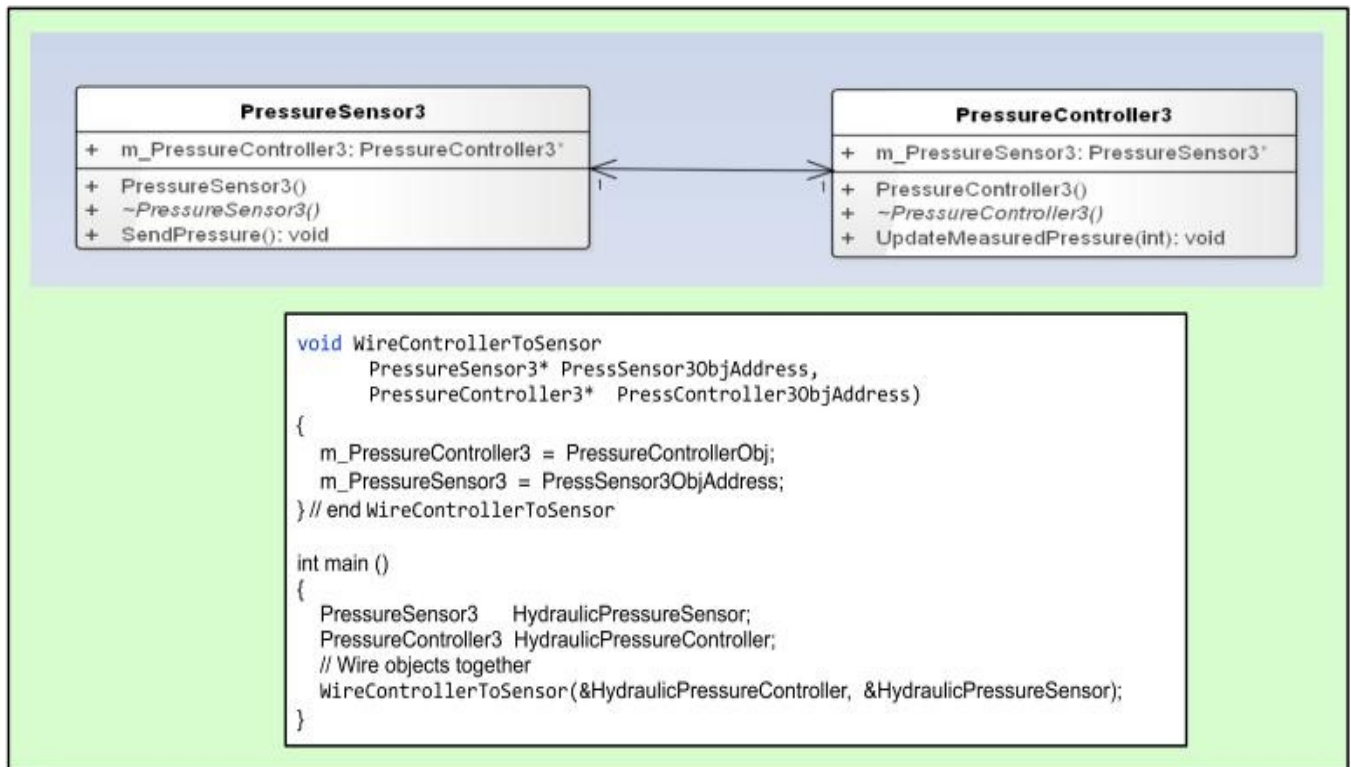 PressureSensor3
+ m_PressureController3: PressureController3*
+ PressureSensor3()
+ ~PressureSensor3()
+ SendPressure(): void
1
1
PressureController3
+ m_PressureSensor3: PressureSensor3*
+ PressureController3()
+ ~PressureController3()
+ UpdateMeasuredPressure(int): void
void WireControllerToSensor
PressureSensor3* PressSensor3ObjAddress,
PressureController3* PressController3ObjAddress)
{
m_PressureController3 = PressureControllerObj;
m_PressureSensor3 = PressSensor3ObjAddress;
} // end WireControllerToSensor
int main ()
{
PressureSensor3 HydraulicPressureSensor;
PressureController3 HydraulicPressureController;
// Wire objects together
WireControllerToSensor(&HydraulicPressureController, &HydraulicPressureSensor);
}